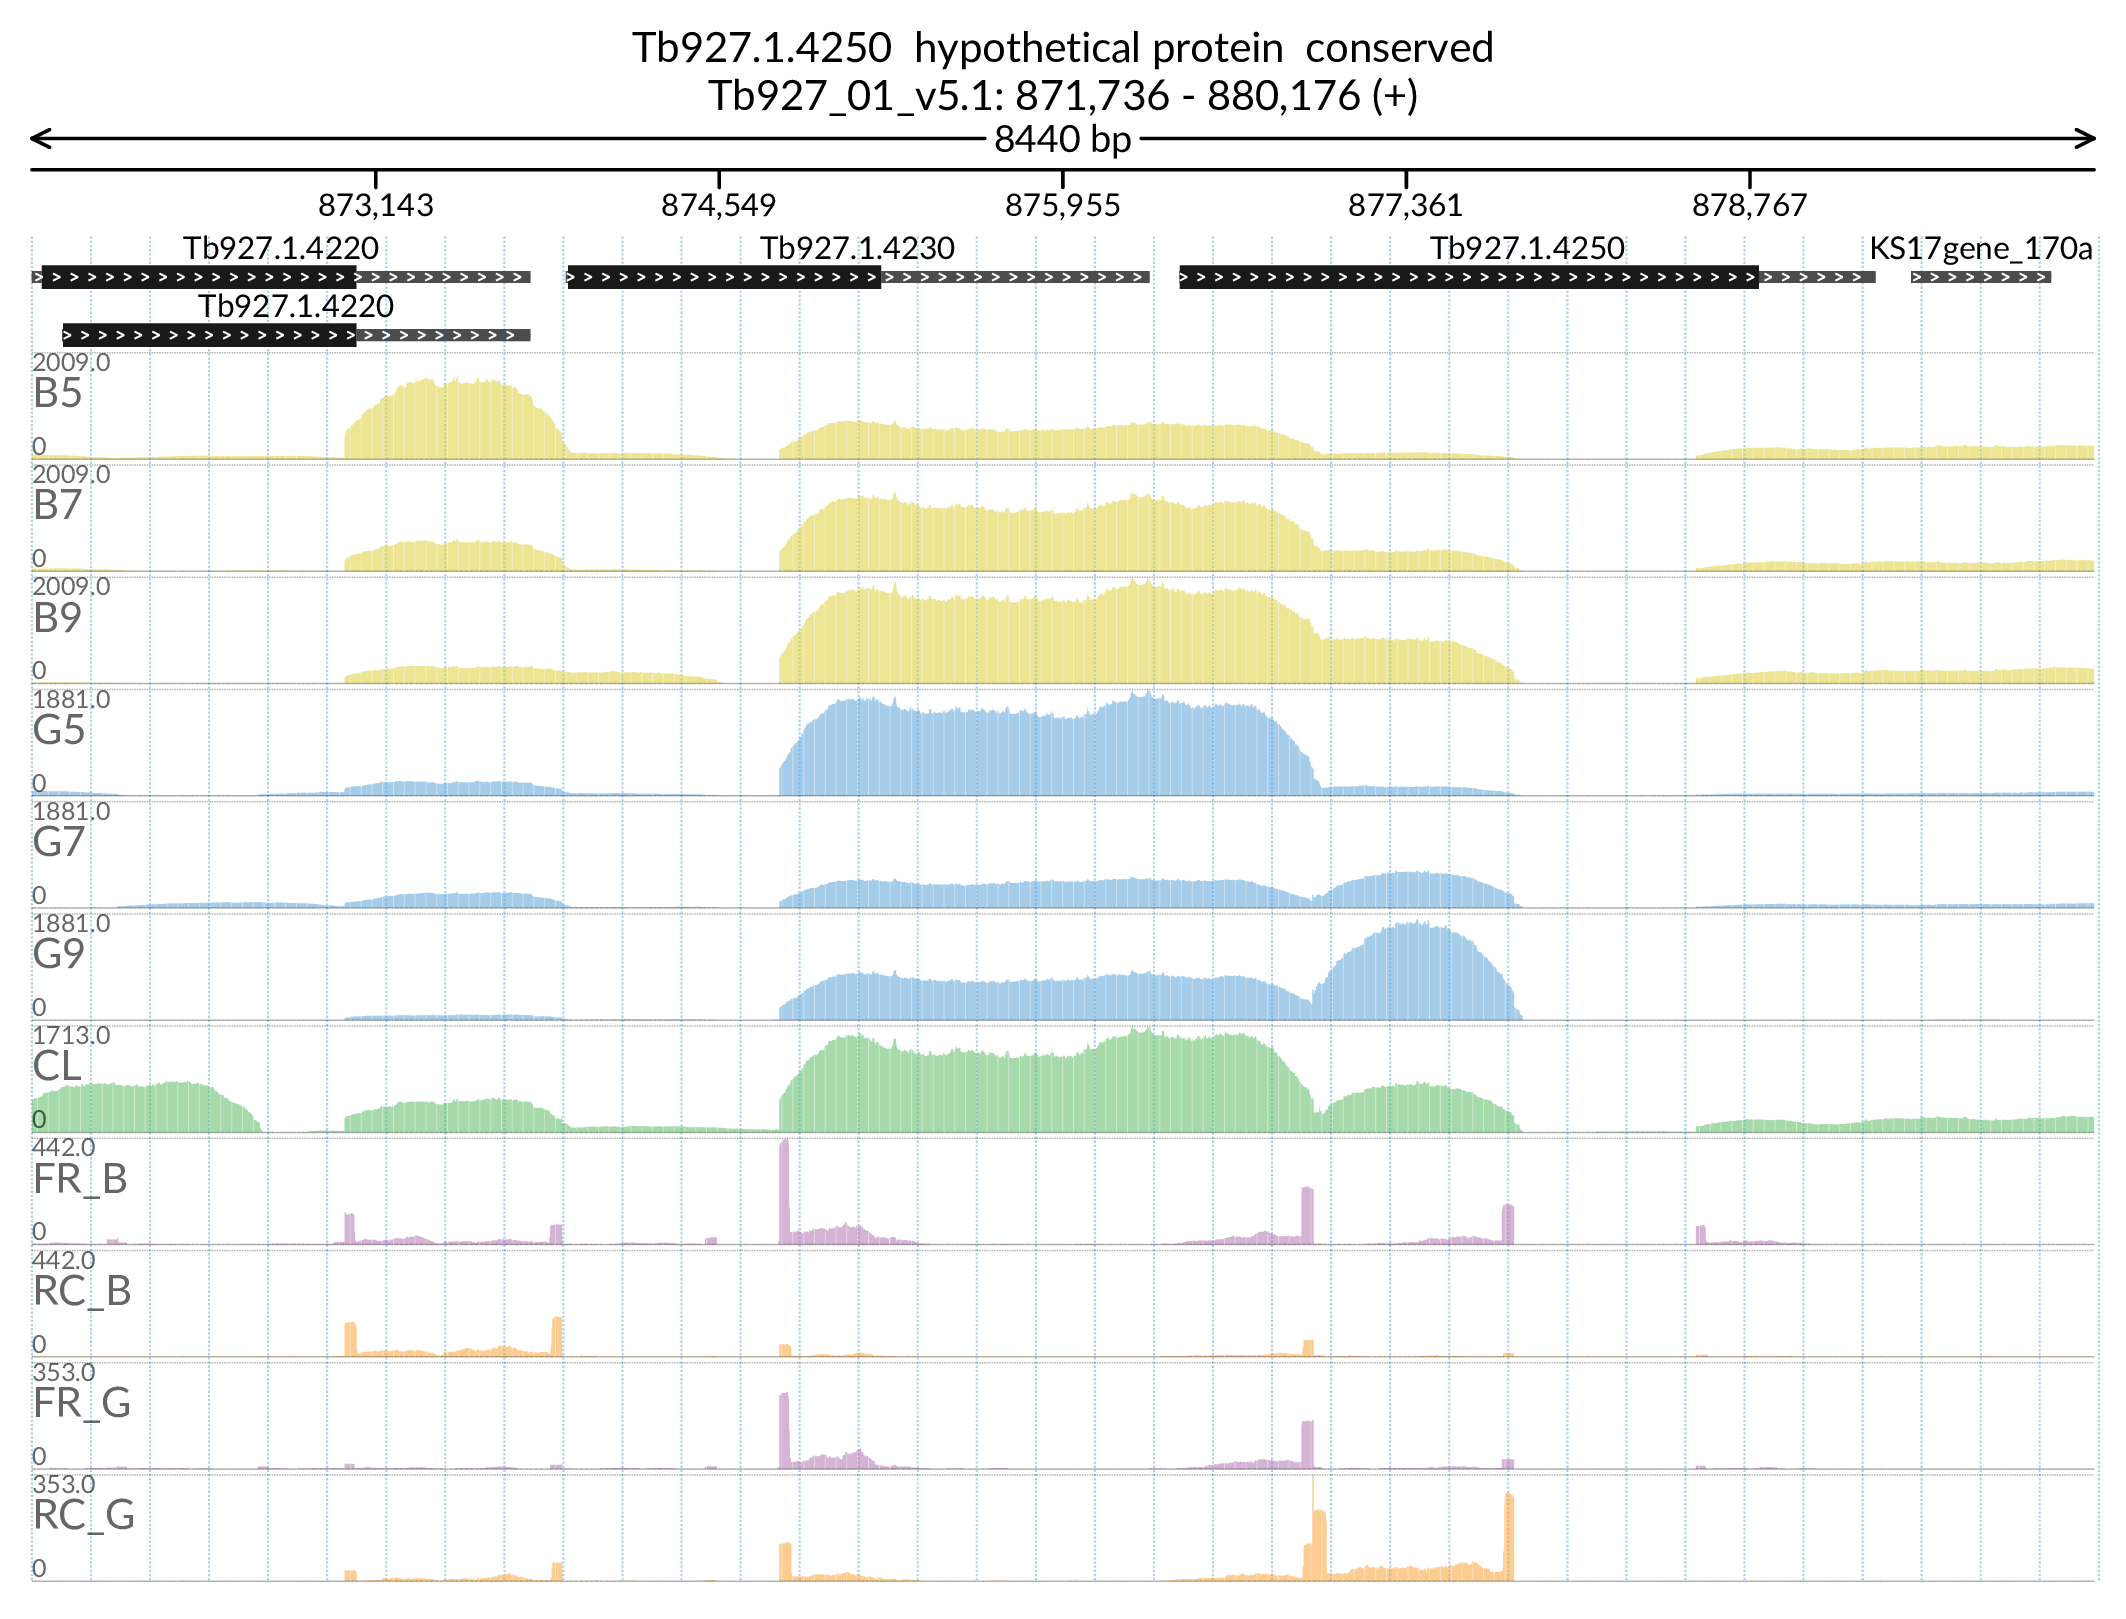 Tb927.1.4250 hypothetical protein conserved
Tb927_01_v5.1: 871,736 - 880,176 (+)
8440 bp
873,143 874,549 875,955 877,361 878,767
Tb927.1.4220 Tb927.1.4230 Tb927.1.4250 KS17gene_170a
Tb927.1.4220
2009.0
B5
0
2009.0
B7
0
2009.0
B9
0
1881.0
G5
0
1881.0
G7
0
1881.0
G9
0
1713.0
CL
0
442.0
FR_B
0
442.0
RC_B
0
353.0
FR_G
0
353.0
RC_G
0